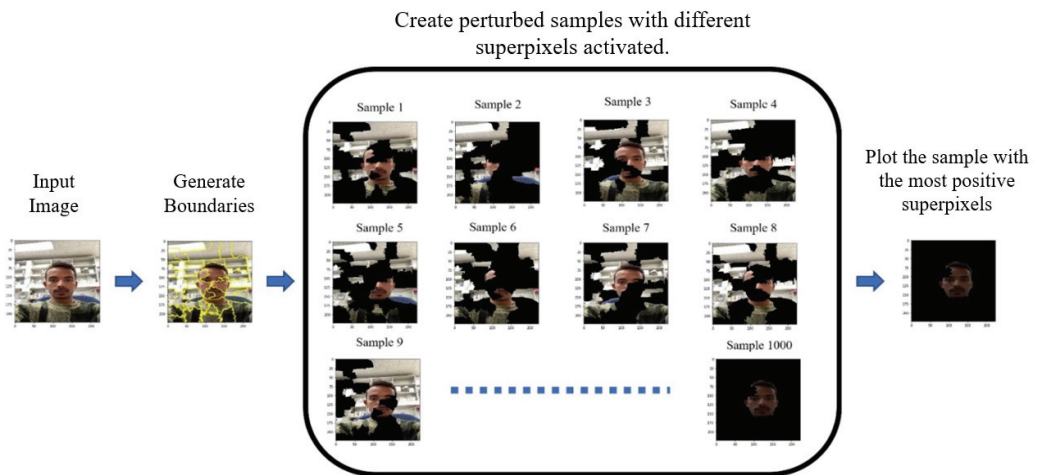 Create perturbed samples with different
superpixels activated.
Input
Image
Generate
Boundaries
Sample 1
Sample 2
Sample 3
Sample 4
Sample 5
Sample 6
Sample 7
Sample 8
Sample 9
Sample 1000
Plot the sample with
the most positive
superpixels